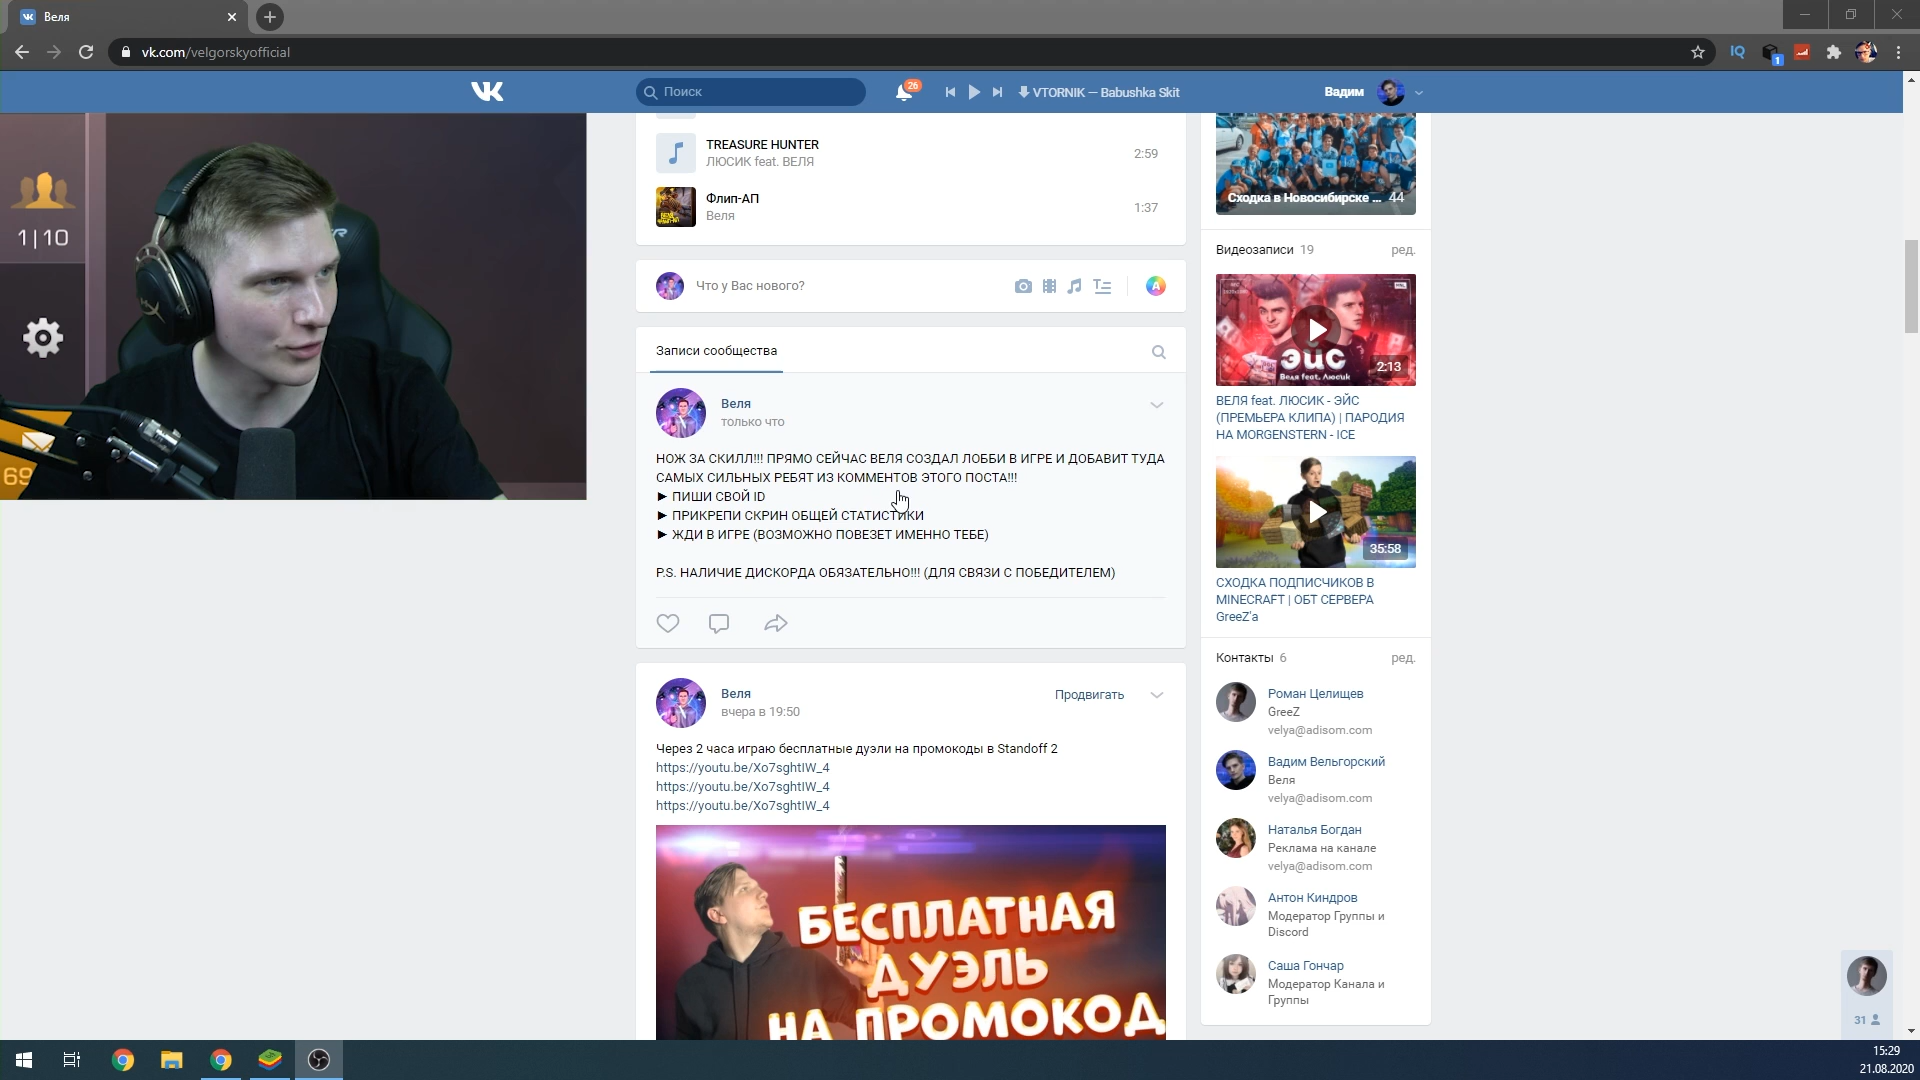 Веля
vk.com/velgorskyofficial
IQ
1
Поиск
26
VTORNIK — Babushka Skit
Вадим
1|10
69
TREASURE HUNTER
ЛЮСИК feat. ВЕЛЯ
2:59
Флип-АП
Веля
1:37
Что у Вас нового?
Записи сообщества
Веля
только что
НОЖ ЗА СКИЛЛ!!! ПРЯМО СЕЙЧАС ВЕЛЯ СОЗДАЛ ЛОББИ В ИГРЕ И ДОБАВИТ ТУДА
САМЫХ СИЛЬНЫХ РЕБЯТ ИЗ КОММЕНТОВ ЭТОГО ПОСТА!!!
► ПИШИ СВОЙ ID
► ПРИКРЕПИ СКРИН ОБЩЕЙ СТАТИСТИКИ
► ЖДИ В ИГРЕ (ВОЗМОЖНО ПОВЕЗЕТ ИМЕННО ТЕБЕ)
P.S. НАЛИЧИЕ ДИСКОРДА ОБЯЗАТЕЛЬНО!!! (ДЛЯ СВЯЗИ С ПОБЕДИТЕЛЕМ)
Веля
вчера в 19:50
Продвигать
Через 2 часа играю бесплатные дуэли на промокоды в Standoff 2
https://youtu.be/Xo7sghtIW_4
https://youtu.be/Xo7sghtIW_4
https://youtu.be/Xo7sghtIW_4
БЕСПЛАТНАЯ
ДУЭЛЬ
НА ПРОМОКОД
Сходка в Новосибирске ... 44
Видеозаписи 19
ред.
ЭЙС
Веля feat. Люсик
2:13
ВЕЛЯ feat. ЛЮСИК - ЭЙС
(ПРЕМЬЕРА КЛИПА) | ПАРОДИЯ
НА MORGENSTERN - ICE
35:58
СХОДКА ПОДПИСЧИКОВ В
MINECRAFT | ОБТ СЕРВЕРА
GreeZ'a
Контакты 6
ред.
Роман Целищев
GreeZ
velya@adisom.com
Вадим Вельгорский
Веля
velya@adisom.com
Наталья Богдан
Реклама на канале
velya@adisom.com
Антон Киндров
Модератор Группы и
Discord
Саша Гончар
Модератор Канала и
Группы
31
15:29
21.08.2020